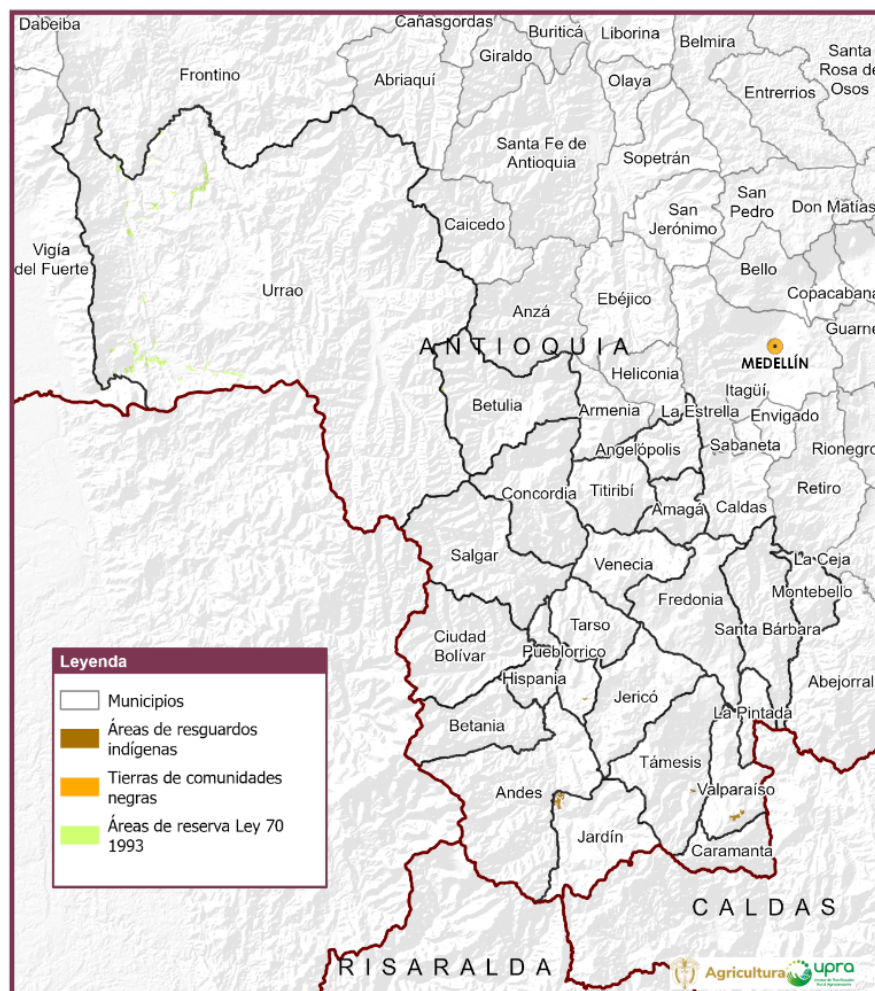 Dabeiba
Cañasgordas
Buriticá
Liborina
Belmira
Santa
Rosa de
Osos
Giraldo
Frontino
Abriaquí
Olaya
Entrerrios
Santa Fe de
Antioquia
Sopetrán
San
Pedro
Don Matías
San
Jerónimo
Caicedo
Vigía
del Fuerte
Bello
Urrao
Ebéjico
Copacabana
Anzá
Guarne
ANTIOQUIA
MEDELLÍN
Heliconia
Itagüí
Betulia
Armenia
La Estrella
Envigado
Angelópolis
Sabaneta
Rionegro
Concordia
Titiribí
Retiro
Amagá
Caldas
Salgar
Venecia
La Ceja
Montebello
Fredonia
Tarso
Santa Bárbara
Ciudad
Bolívar
Pueblorrico
Hispania
Jericó
Abejorral
La Pintada
Betania
Támesis
Andes
Valparaíso
Jardín
Caramanta
CALDAS
RISARALDA
Leyenda
Municipios
Áreas de resguardos
indígenas
Tierras de comunidades
negras
Áreas de reserva Ley 70
1993
Agricultura
upra